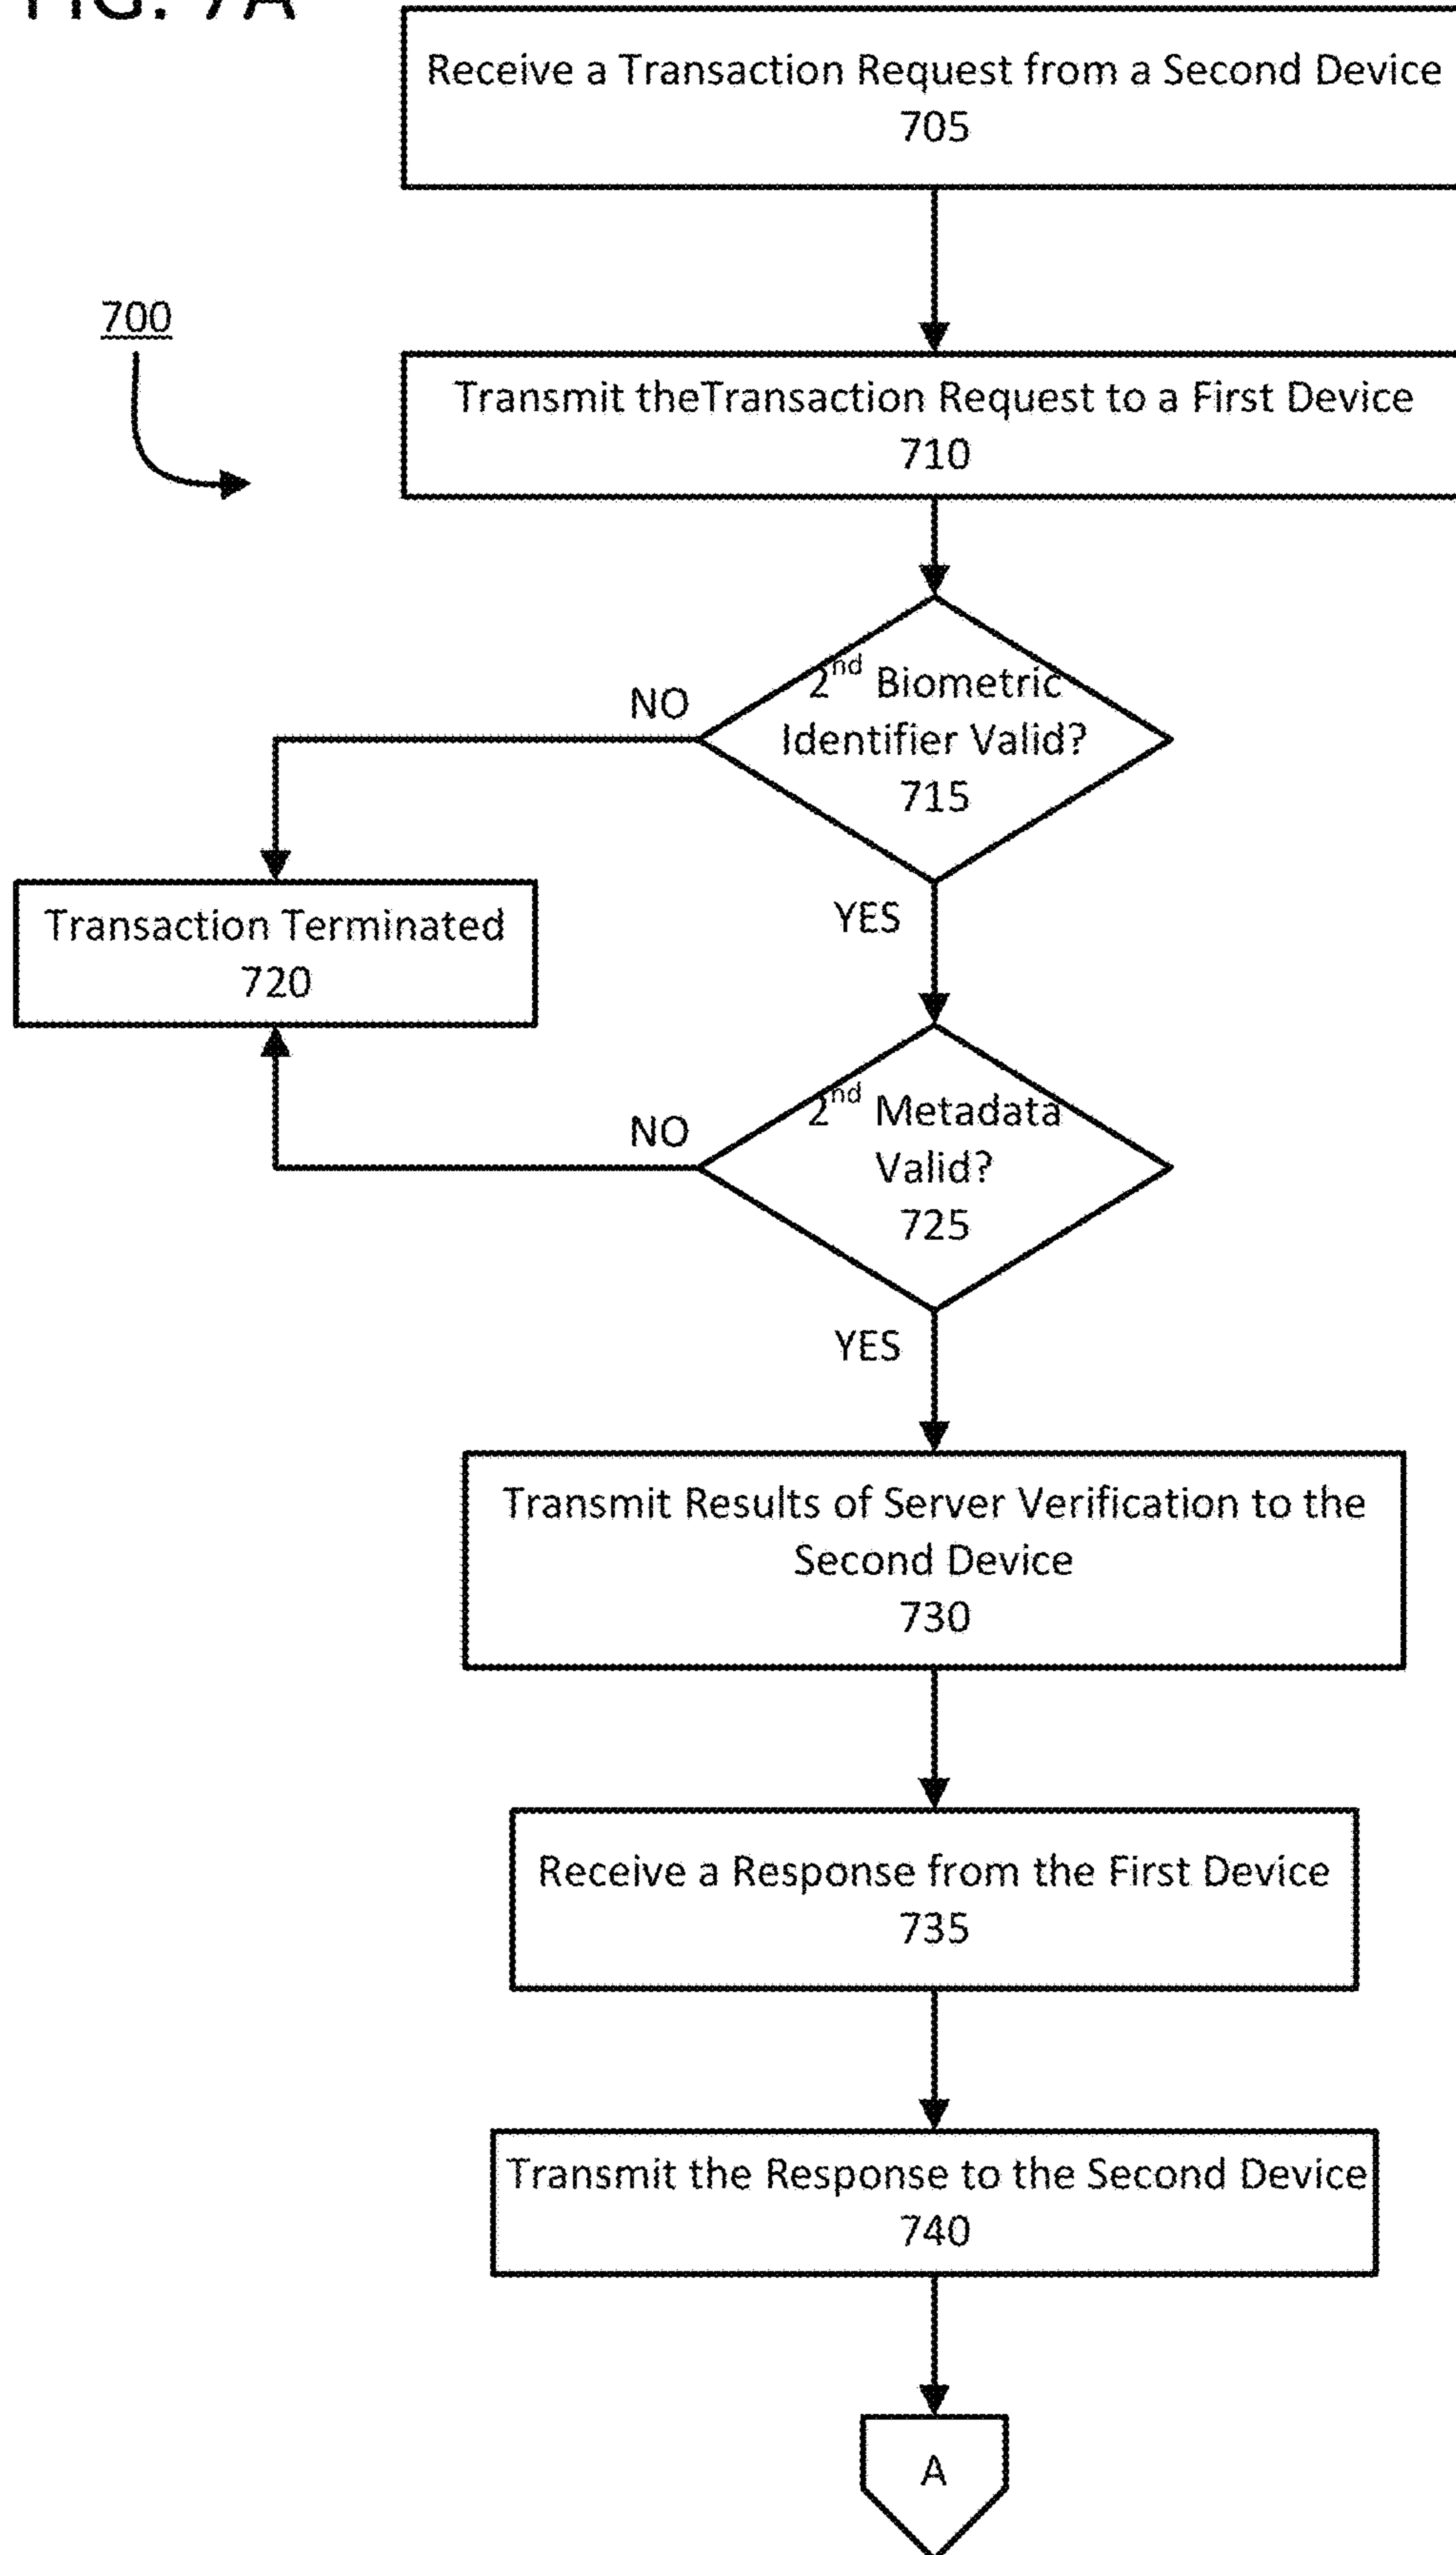 FIG. 7A
Receive a Transaction Request from a Second Device
705
700
Transmit theTransaction Request to a First Device
710
2nd Biometric
Identifier Valid?
715
NO
Transaction Terminated
720
YES
2nd Metadata
Valid?
725
NO
YES
Transmit Results of Server Verification to the
Second Device
730
Receive a Response from the First Device
735
Transmit the Response to the Second Device
740
A